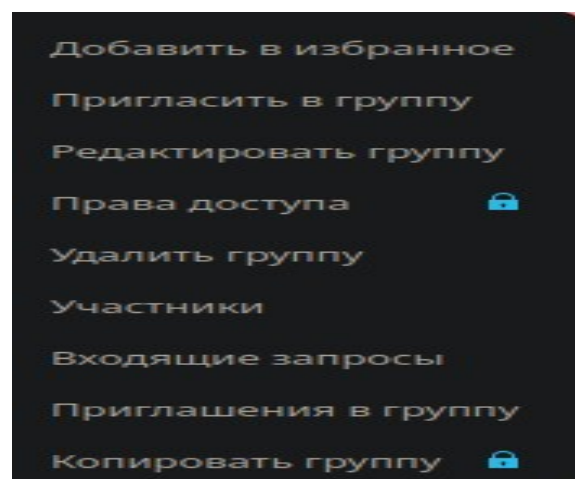 Добавить в избранное
Пригласить в группу
Редактировать группу
Права доступа
Удалить группу
Участники
Входящие запросы
Приглашения в группу
Копировать группу